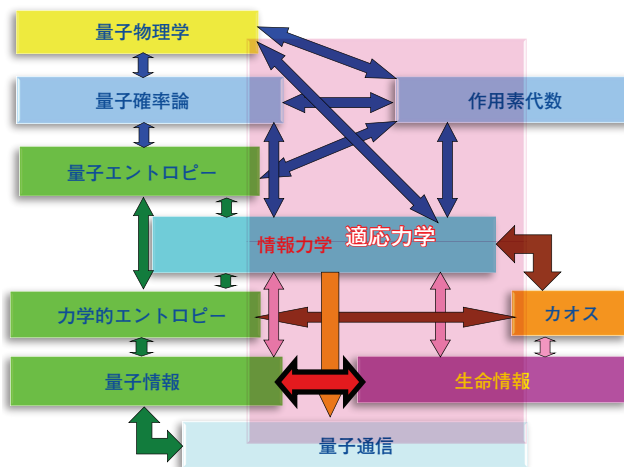 量子物理学
量子確率論
作用素代数
量子エントロピー
情報力学
適応力学
力学的エントロピー
カオス
量子情報
生命情報
量子通信